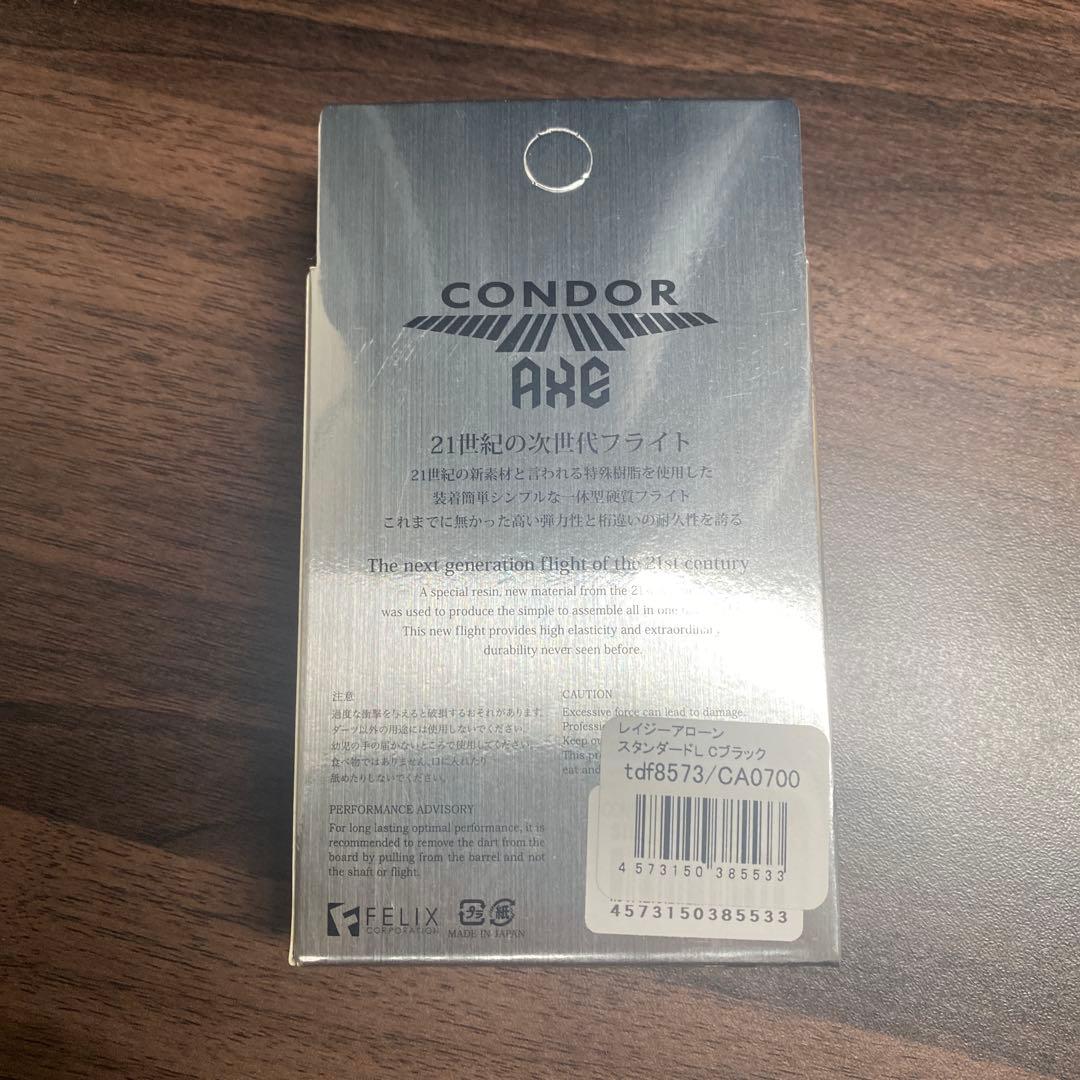 CONDOR
AXE
21世紀の次世代フライト
21世紀の新素材と言われる特殊樹脂を使用した
装着簡単シンプルな一体型硬質フライト
これまでに無かった高い弾力性と桁違いの耐久性を誇る
The next generation flight of the 21st century
A special resin, new material from the
was used to produce the simple to assemble all in one
This new flight provides high elasticity and extraordinary
durability never seen before.
注意
過度な衝撃を与えると破損するおそれがあります。
ダーツ以外の用途には使用しないでください。
幼児の手の届かないところで使用してください。
食べ物ではありません、口に入れたり
舐めたりしないでください。
CAUTION
Excessive force can lead to damage.
Keep
This
eat and
PERFORMANCE ADVISORY
For long lasting optimal performance, it is
recommended to remove the dart from the
board by pulling from the barrel and not
the shaft or flight.
FELIX
CORPORATION
プラ 紙
MADE IN JAPAN
レイジーアローン
スタンダードL Cブラック
tdf8573/CA0700
4 573150 385533
4573150385533